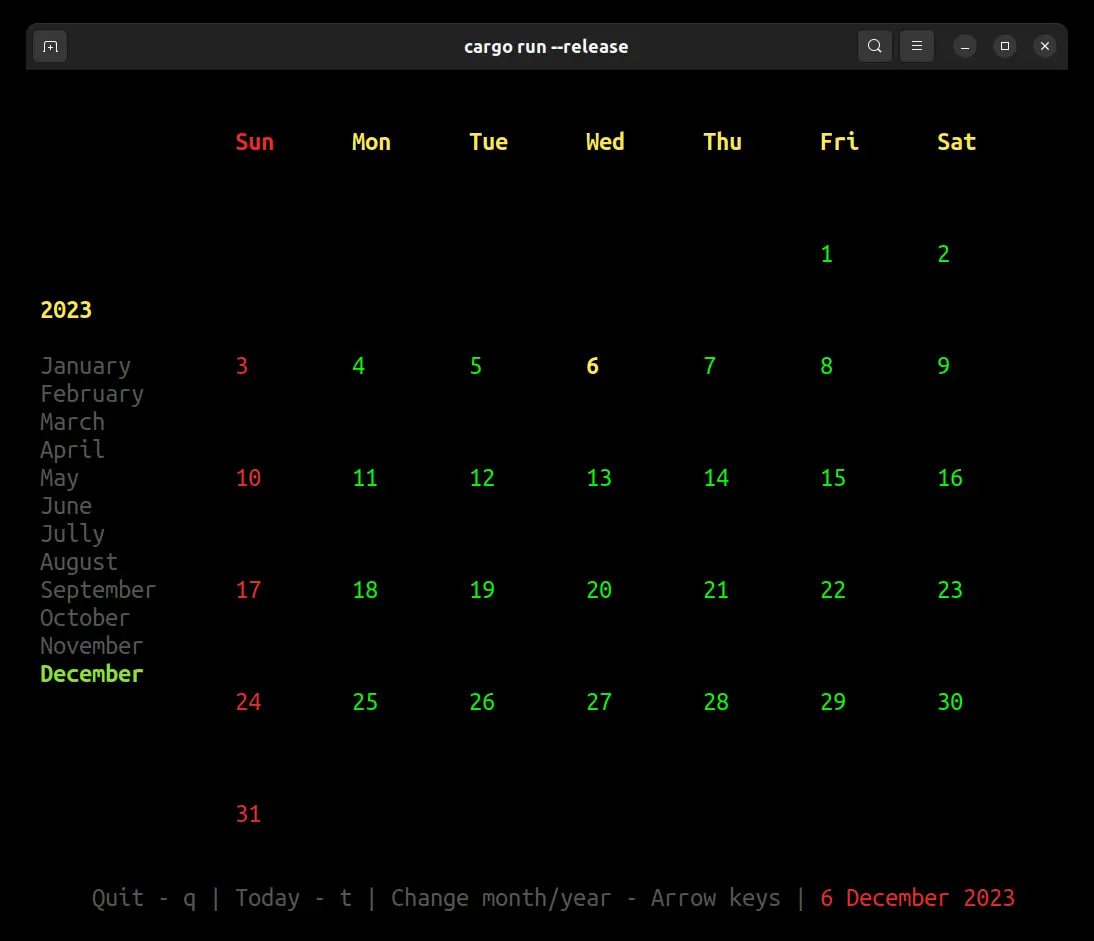 cargo run --release
Sun Mon Tue Wed Thu Fri Sat
1 2
2023
January 3 4 5 6 7 8 9
February
March
April
May 10 11 12 13 14 15 16
June
Jully
August
September 17 18 19 20 21 22 23
October
November
December
24 25 26 27 28 29 30
31
Quit - q | Today - t | Change month/year - Arrow keys | 6 December 2023